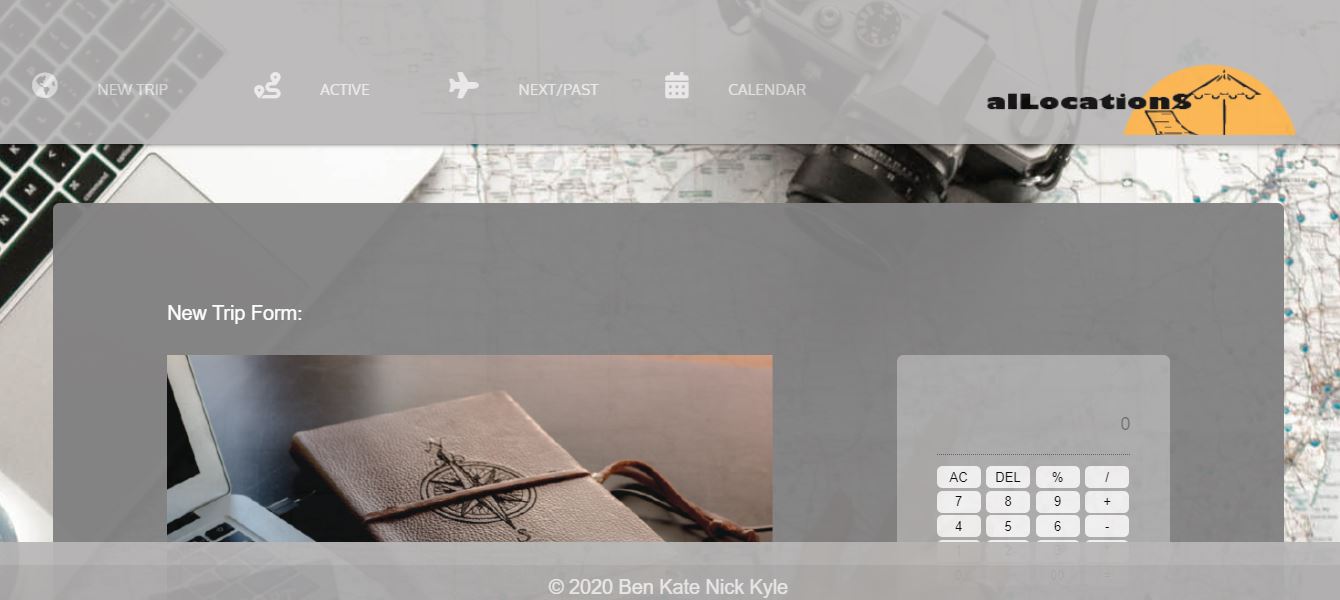 NEW TRIP ACTIVE NEXT/PAST CALENDAR
alLocationS
New Trip Form:
0
AC DEL % /
7 8 9 +
4 5 6 -
© 2020 Ben Kate Nick Kyle